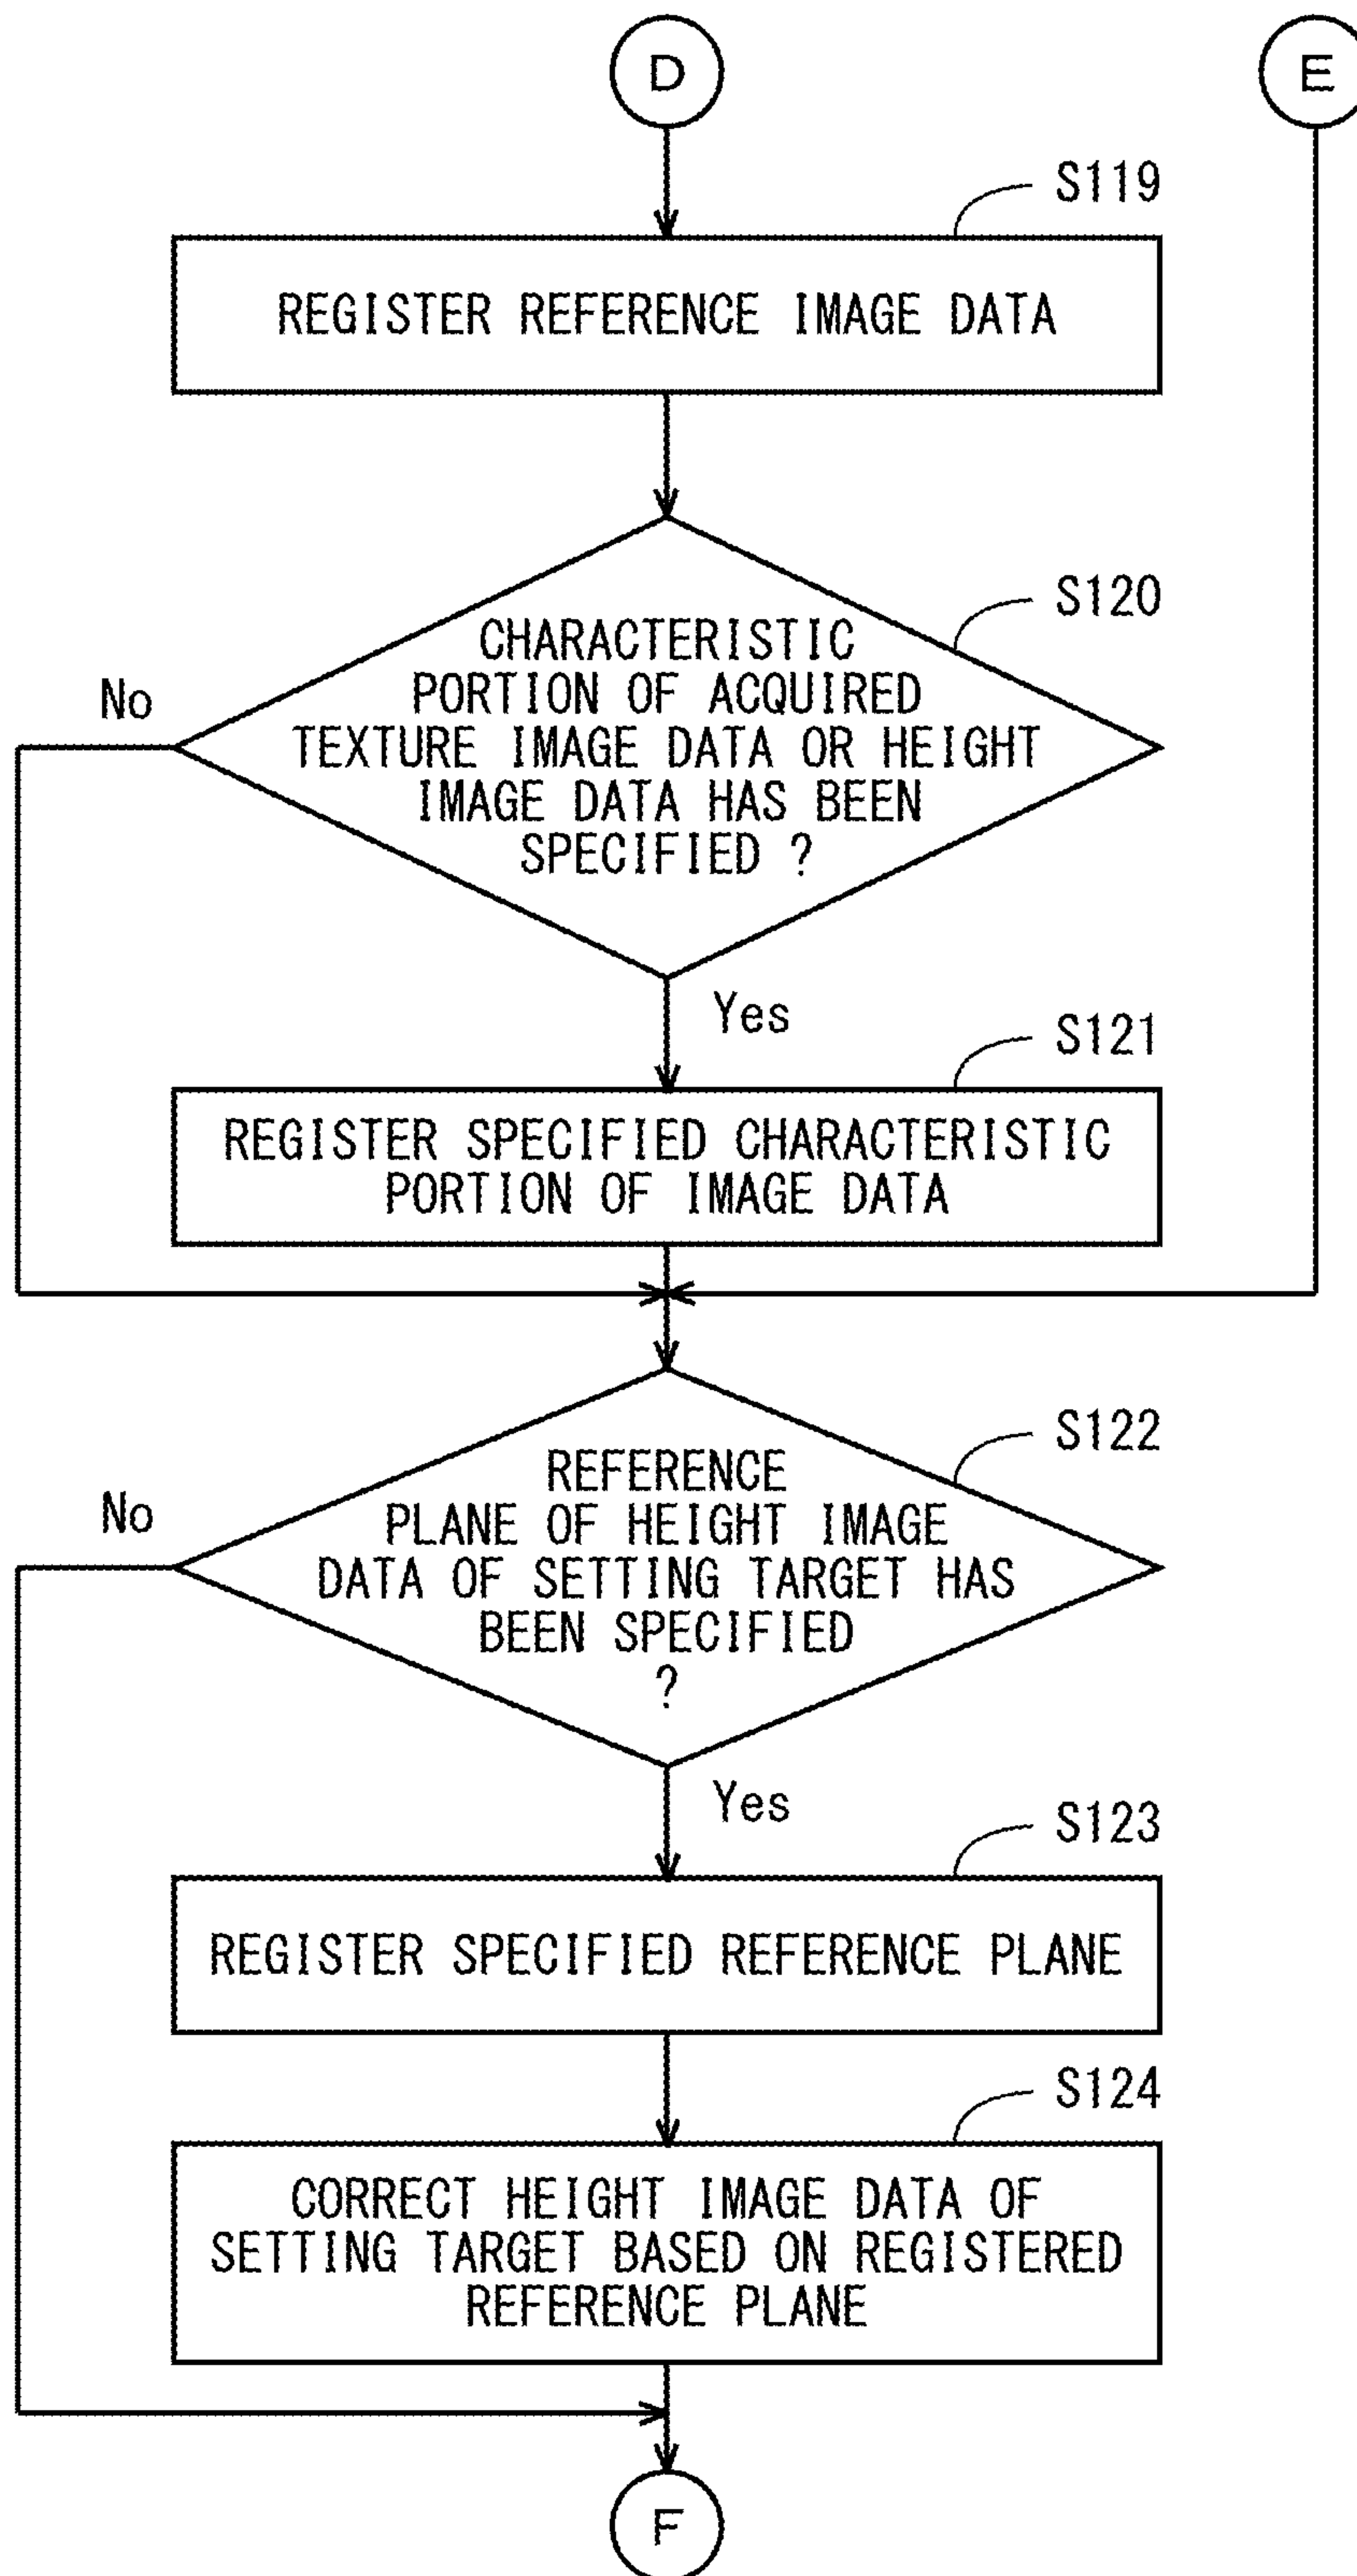 D
E
S119
REGISTER REFERENCE IMAGE DATA
S120
CHARACTERISTIC
PORTION OF ACQUIRED
No
TEXTURE IMAGE DATA OR HEIGHT
IMAGE DATA HAS BEEN
SPECIFIED ?
Yes
S121
REGISTER SPECIFIED CHARACTERISTIC
PORTION OF IMAGE DATA
S122
REFERENCE
No
PLANE OF HEIGHT IMAGE
DATA OF SETTING TARGET HAS
BEEN SPECIFIED
?
Yes
S123
REGISTER SPECIFIED REFERENCE PLANE
S124
CORRECT HEIGHT IMAGE DATA OF
SETTING TARGET BASED ON REGISTERED
REFERENCE PLANE
F